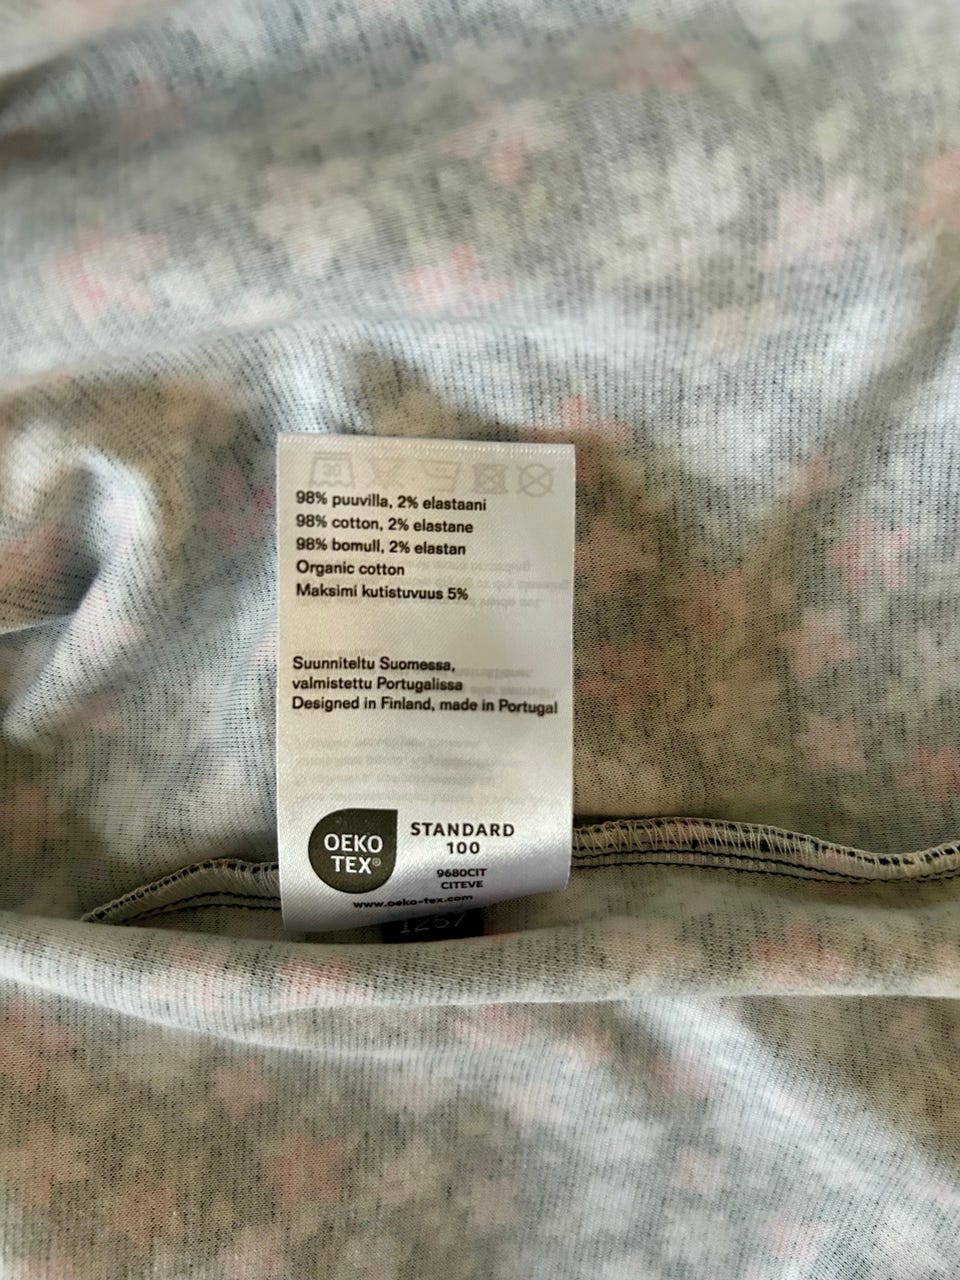 98% puuvilla, 2% elastaani
98% cotton, 2% elastane
98% bomull, 2% elastan
Organic cotton
Maksimi kutistuvuus 5%
Suunniteltu Suomessa,
valmistettu Portugalissa
Designed in Finland, made in Portugal
OEKO
TEX®
STANDARD
100
9680CIT
CITEVE
www.oeko-tex.com
1257